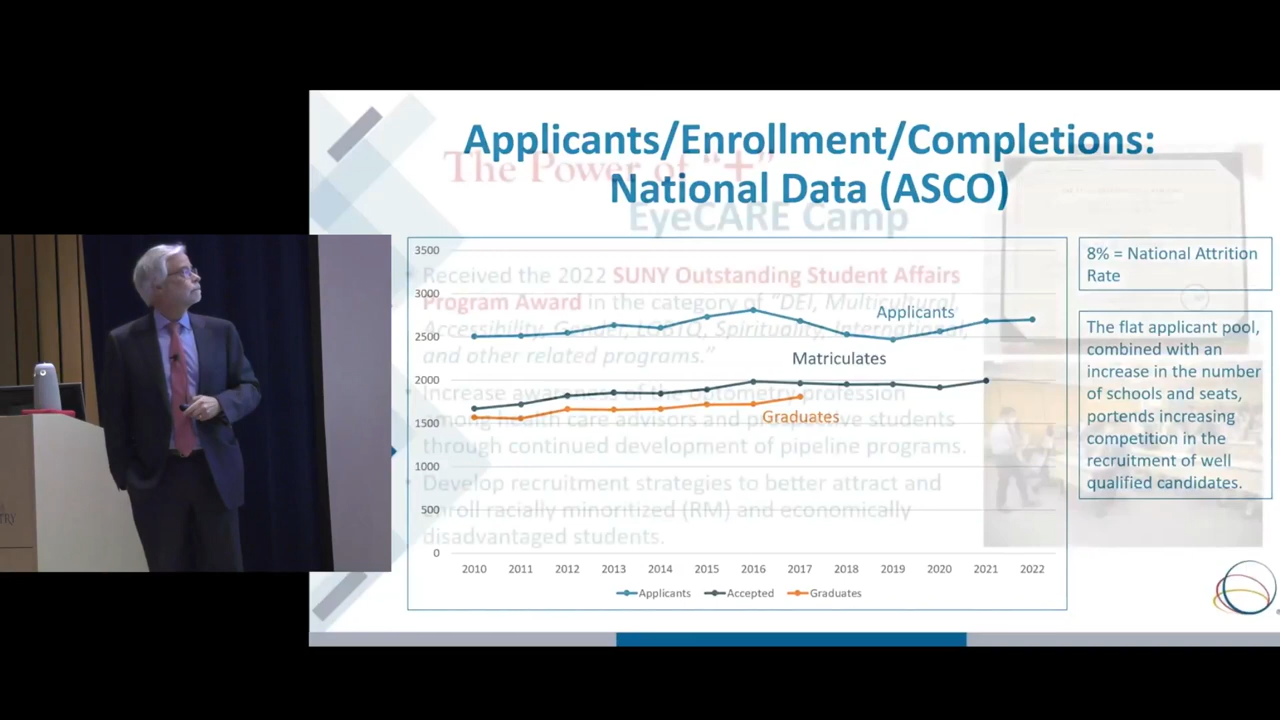 Applicants/Enrollment/Completions:
National Data (ASCO)
The Power of "+"
EyeCARE Camp
Received the 2022 SUNY Outstanding Student Affairs
Program Award in the category of "DEI, Multicultural,
Accessibility, Gender, LGBTQ, Spirituality, International,
and other related programs."
Increase awareness of the optometry profession
among health care advisors and prospective students
through continued development of pipeline programs.
Develop recruitment strategies to better attract and
enroll racially minoritized (RM) and economically
disadvantaged students.
3500
3000
2500
2000
1500
1000
500
0
Applicants
Matriculates
Graduates
2010 2011 2012 2013 2014 2015 2016 2017 2018 2019 2020 2021 2022
Applicants Accepted Graduates
8% = National Attrition
Rate
The flat applicant pool,
combined with an
increase in the number
of schools and seats,
portends increasing
competition in the
recruitment of well
qualified candidates.